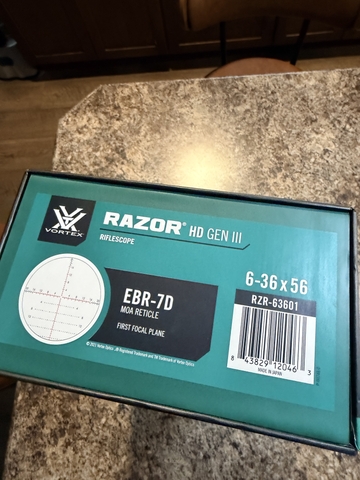 VORTEX
RAZOR® HD GEN III
RIFLESCOPE
EBR-7D
MOA RETICLE
FIRST FOCAL PLANE
6-36x56
RZR-63601
8 43829 12046 3
MADE IN JAPAN